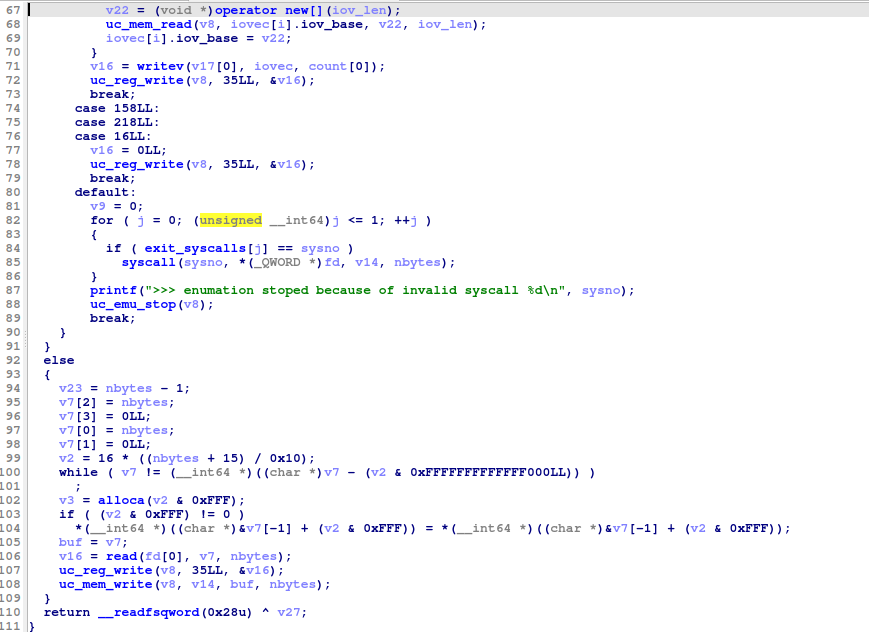 67 v22 = (void *)operator new[](iov_len);
68 uc_mem_read(v8, iovec[i].iov_base, v22, iov_len);
69 iovec[i].iov_base = v22;
70 }
71 v16 = writev(v17[0], iovec, count[0]);
72 uc_reg_write(v8, 35LL, &v16);
73 break;
74 case 158LL:
75 case 218LL:
76 case 16LL:
77 v16 = 0LL;
78 uc_reg_write(v8, 35LL, &v16);
79 break;
80 default:
81 v9 = 0;
82 for ( j = 0; (unsigned __int64)j <= 1; ++j )
83 {
84 if ( exit_syscalls[j] == sysno )
85 syscall(sysno, *(_QWORD *)fd, v14, nbytes);
86 }
87 printf(">>> enumation stoped because of invalid syscall %d\n", sysno);
88 uc_emu_stop(v8);
89 break;
90 }
91 }
92 else
93 {
94 v23 = nbytes - 1;
95 v7[2] = nbytes;
96 v7[3] = 0LL;
97 v7[0] = nbytes;
98 v7[1] = 0LL;
99 v2 = 16 * ((nbytes + 15) / 0x10);
100 while ( v7 != (__int64 *)((char *)v7 - (v2 & 0xFFFFFFFFFFFFF000LL)) )
101 ;
102 v3 = alloca(v2 & 0xFFF);
103 if ( (v2 & 0xFFF) != 0 )
104 *(__int64 *)((char *)&v7[-1] + (v2 & 0xFFF)) = *(__int64 *)((char *)&v7[-1] + (v2 & 0xFFF));
105 buf = v7;
106 v16 = read(fd[0], v7, nbytes);
107 uc_reg_write(v8, 35LL, &v16);
108 uc_mem_write(v8, v14, buf, nbytes);
109 }
110 return __readfsqword(0x28u) ^ v27;
111 }